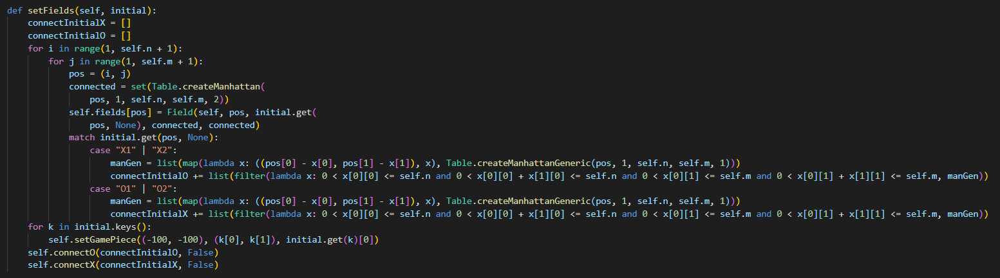 def setFields(self, initial):
    connectInitialX = []
    connectInitialO = []
    for i in range(1, self.n + 1):
        for j in range(1, self.m + 1):
            pos = (i, j)
            connected = set(Table.createManhattan(
                pos, 1, self.n, self.m, 2))
            self.fields[pos] = Field(self, pos, initial.get(
                pos, None), connected, connected)
            match initial.get(pos, None):
                case "X1" | "X2":
                    manGen = list(map(lambda x: ((pos[0] - x[0], pos[1] - x[1]), x), Table.createManhattanGeneric(pos, 1, self.n, self.m, 1)))
                    connectInitialO += list(filter(lambda x: 0 < x[0][0] <= self.n and 0 < x[0][0] + x[1][0] <= self.n and 0 < x[0][1] <= self.m and 0 < x[0][1] + x[1][1] <= self.m, manGen))
                case "O1" | "O2":
                    manGen = list(map(lambda x: ((pos[0] - x[0], pos[1] - x[1]), x), Table.createManhattanGeneric(pos, 1, self.n, self.m, 1)))
                    connectInitialX += list(filter(lambda x: 0 < x[0][0] <= self.n and 0 < x[0][0] + x[1][0] <= self.n and 0 < x[0][1] <= self.m and 0 < x[0][1] + x[1][1] <= self.m, manGen))
    for k in initial.keys():
        self.setGamePiece((-100, -100), (k[0], k[1]), initial.get(k)[0])
    self.connectO(connectInitialO, False)
    self.connectX(connectInitialX, False)